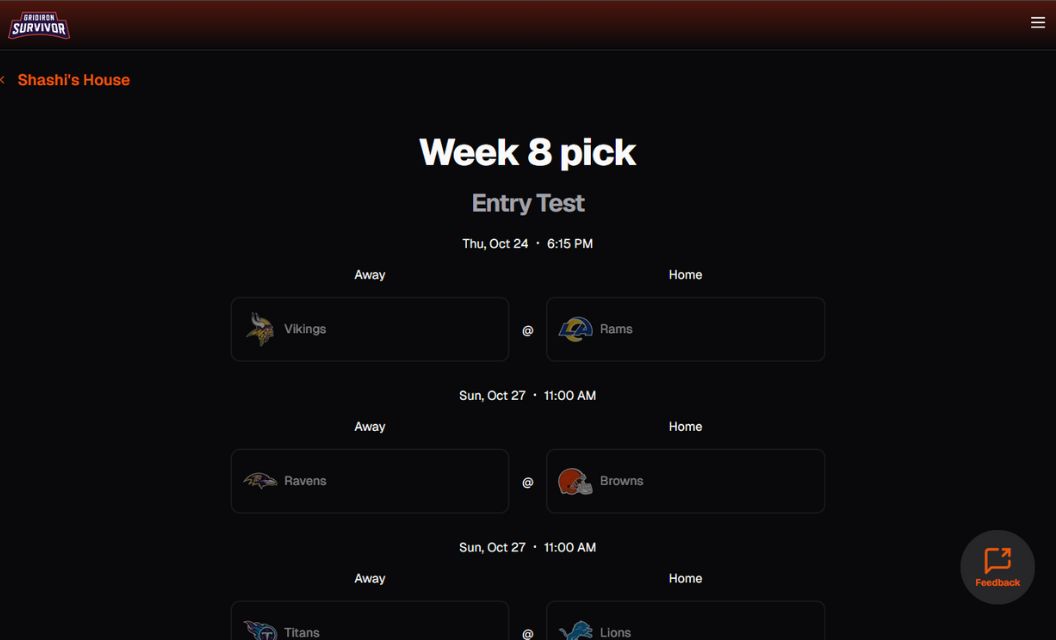 GRIDIRON
SURVIVOR
Shashi's House
Week 8 pick
Entry Test
Thu, Oct 24 · 6:15 PM
Away Home
Vikings @ Rams
Sun, Oct 27 · 11:00 AM
Away Home
Ravens @ Browns
Sun, Oct 27 · 11:00 AM
Away Home
Titans @ Lions
Feedback